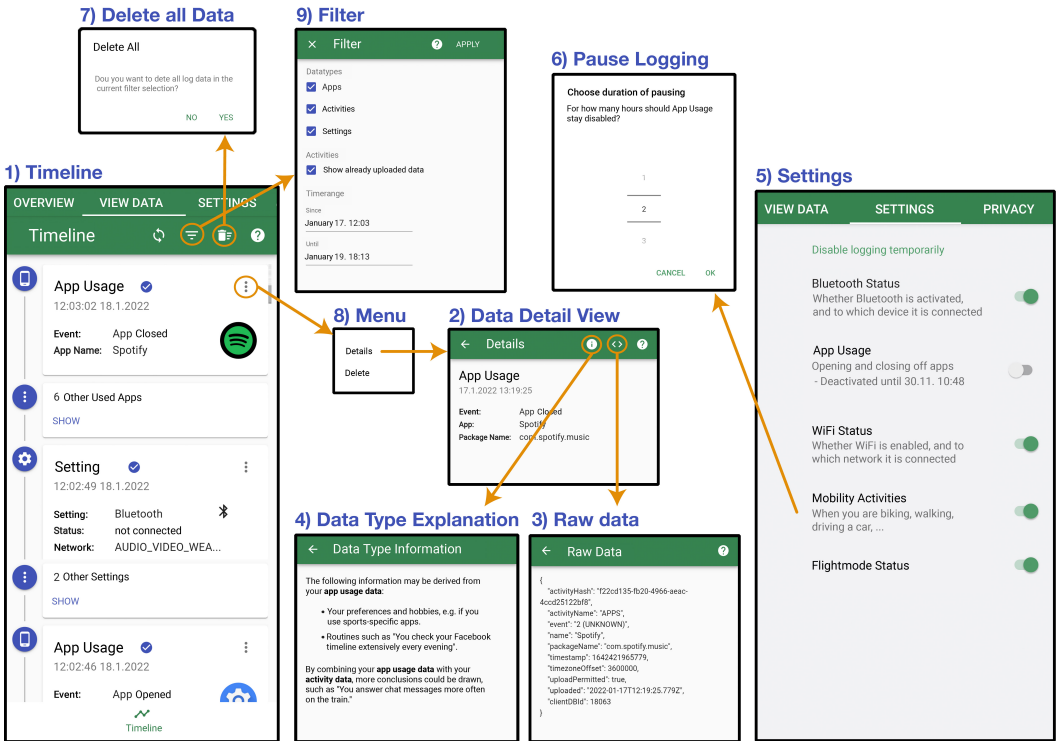 7) Delete all Data
Delete All
Dou you want to dete all log data in the
current filter selection?
NO YES
9) Filter
Filter
? APPLY
Datatypes
Apps
Activities
Settings
Activities
Show already uploaded data
Timerange
Since
January 17. 12:03
Until
January 19. 18:13
6) Pause Logging
Choose duration of pausing
For how many hours should App Usage
stay disabled?
1
2
3
CANCEL OK
1) Timeline
OVERVIEW VIEW DATA SETTINGS
Timeline ?
App Usage
12:03:02 18.1.2022
Event: App Closed
App Name: Spotify
6 Other Used Apps
SHOW
Setting
12:02:49 18.1.2022
Setting: Bluetooth
Status: not connected
Network: AUDIO_VIDEO_WEA...
2 Other Settings
SHOW
App Usage
12:02:46 18.1.2022
Event: App Opened
Timeline
8) Menu
Details
Delete
2) Data Detail View
Details i <> ?
App Usage
17.1.2022 13:19:25
Event: App Closed
App: Spotify
Package Name: com.spotify.music
4) Data Type Explanation
Data Type Information
The following information may be derived from
your app usage data:
• Your preferences and hobbies, e.g. if you
use sports-specific apps.
• Routines such as "You check your Facebook
timeline extensively every evening".
By combining your app usage data with your
activity data, more conclusions could be drawn,
such as "You answer chat messages more often
on the train."
3) Raw data
Raw Data ?
{
"activityHash": "f22cd135-fb20-4966-aeac-
4ccd25122bf8",
"activityName": "APPS",
"event": "2 (UNKNOWN)",
"name": "Spotify",
"packageName": "com.spotify.music",
"timestamp": 1642421965779,
"timezoneOffset": 3600000,
"uploadPermitted": true,
"uploaded": "2022-01-17T12:19:25.779Z",
"clientDBId": 18063
}
5) Settings
VIEW DATA SETTINGS PRIVACY
Disable logging temporarily
Bluetooth Status
Whether Bluetooth is activated,
and to which device it is connected
App Usage
Opening and closing off apps
- Deactivated until 30.11. 10:48
WiFi Status
Whether WiFi is enabled, and to
which network it is connected
Mobility Activities
When you are biking, walking,
driving a car, ...
Flightmode Status